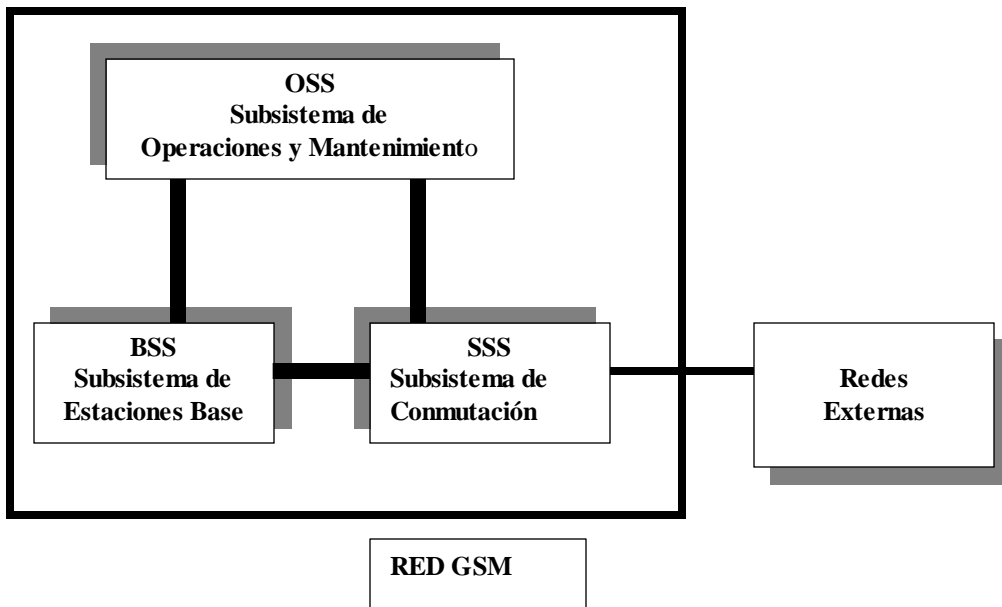 OSS
Subsistema de
Operaciones y Mantenimiento
BSS
Subsistema de
Estaciones Base
SSS
Subsistema de
Conmutación
Redes
Externas
RED GSM